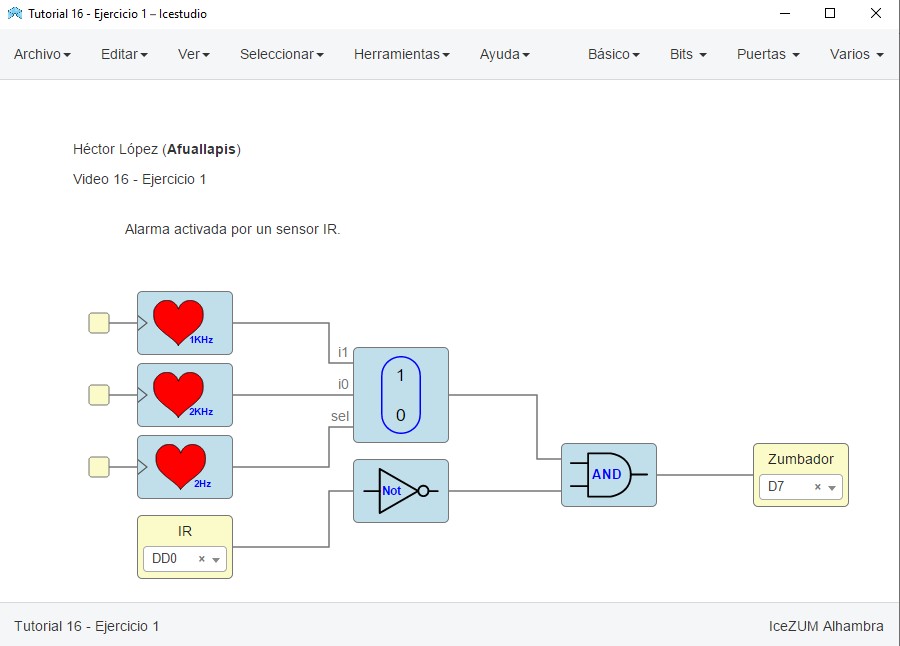 Tutorial 16 - Ejercicio 1 – Icestudio
Archivo Editar Ver Seleccionar Herramientas Ayuda Básico Bits Puertas Varios
Héctor López (Afuallapis)
Video 16 - Ejercicio 1
Alarma activada por un sensor IR.
1KHz
i1
2KHz
i0
1
0
sel
2Hz
Not
AND
Zumbador
D7 ×
IR
DD0 ×
Tutorial 16 - Ejercicio 1
IceZUM Alhambra